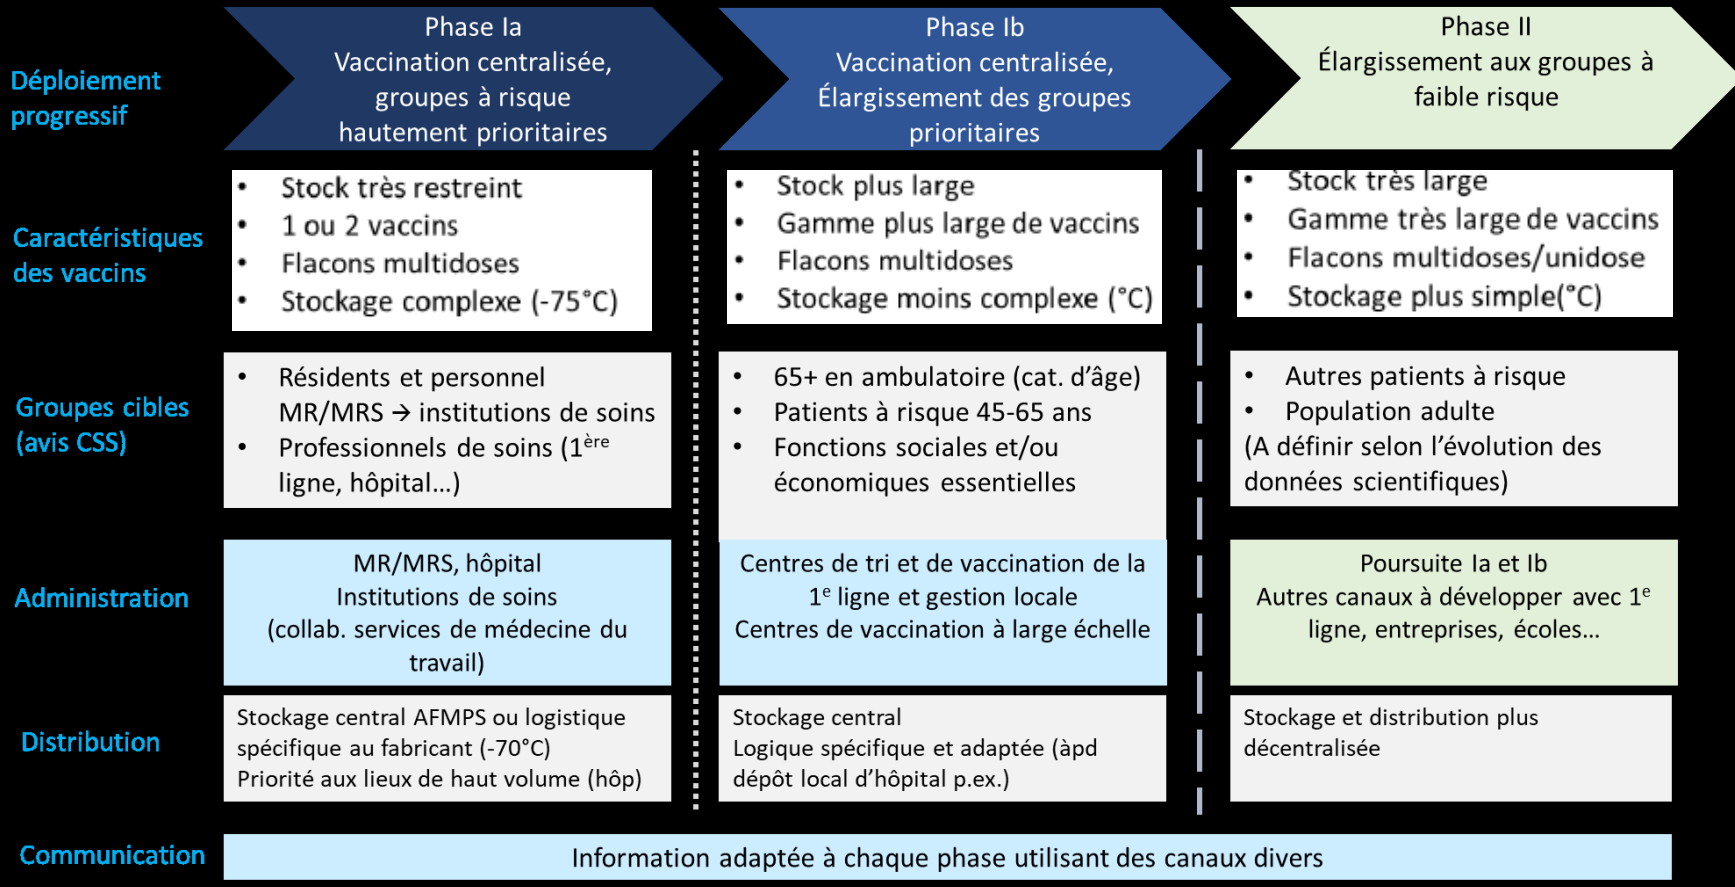 Déploiement
progressif
Phase Ia
Vaccination centralisée,
groupes à risque
hautement prioritaires
Phase Ib
Vaccination centralisée,
Élargissement des groupes
prioritaires
Phase II
Élargissement aux groupes à
faible risque
Caractéristiques
des vaccins
• Stock très restreint
• 1 ou 2 vaccins
• Flacons multidoses
• Stockage complexe (-75°C)
• Stock plus large
• Gamme plus large de vaccins
• Flacons multidoses
• Stockage moins complexe (°C)
• Stock très large
• Gamme très large de vaccins
• Flacons multidoses/unidose
• Stockage plus simple(°C)
Groupes cibles
(avis CSS)
• Résidents et personnel
MR/MRS → institutions de soins
• Professionnels de soins (1ère
ligne, hôpital…)
• 65+ en ambulatoire (cat. d’âge)
• Patients à risque 45-65 ans
• Fonctions sociales et/ou
économiques essentielles
• Autres patients à risque
• Population adulte
(A définir selon l’évolution des
données scientifiques)
Administration
MR/MRS, hôpital
Institutions de soins
(collab. services de médecine du
travail)
Centres de tri et de vaccination de la
1e ligne et gestion locale
Centres de vaccination à large échelle
Poursuite Ia et Ib
Autres canaux à développer avec 1e
ligne, entreprises, écoles…
Distribution
Stockage central AFMPS ou logistique
spécifique au fabricant (-70°C)
Priorité aux lieux de haut volume (hôp)
Stockage central
Logique spécifique et adaptée (àpd
dépôt local d’hôpital p.ex.)
Stockage et distribution plus
décentralisée
Communication
Information adaptée à chaque phase utilisant des canaux divers